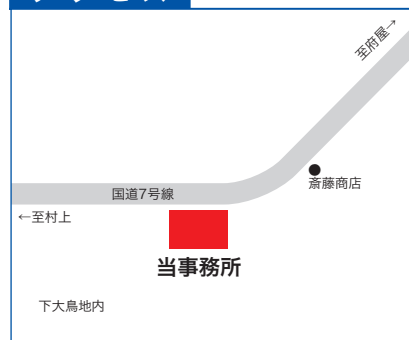 至府屋→
斎藤商店
国道7号線
←至村上
当事務所
下大鳥地内